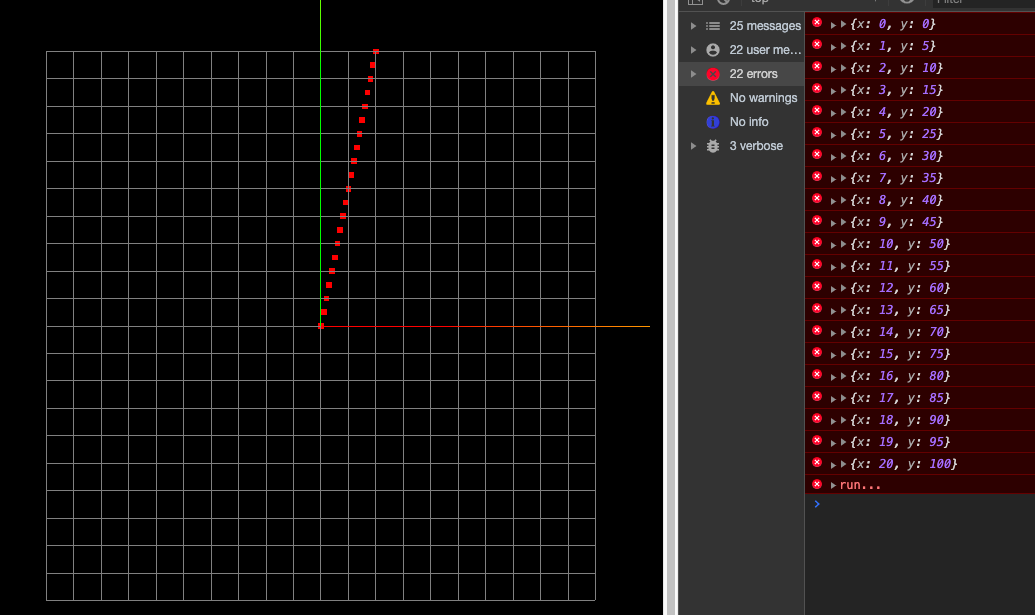 top
Filter
25 messages
22 user me...
22 errors
No warnings
No info
3 verbose
{x: 0, y: 0}
{x: 1, y: 5}
{x: 2, y: 10}
{x: 3, y: 15}
{x: 4, y: 20}
{x: 5, y: 25}
{x: 6, y: 30}
{x: 7, y: 35}
{x: 8, y: 40}
{x: 9, y: 45}
{x: 10, y: 50}
{x: 11, y: 55}
{x: 12, y: 60}
{x: 13, y: 65}
{x: 14, y: 70}
{x: 15, y: 75}
{x: 16, y: 80}
{x: 17, y: 85}
{x: 18, y: 90}
{x: 19, y: 95}
{x: 20, y: 100}
run...